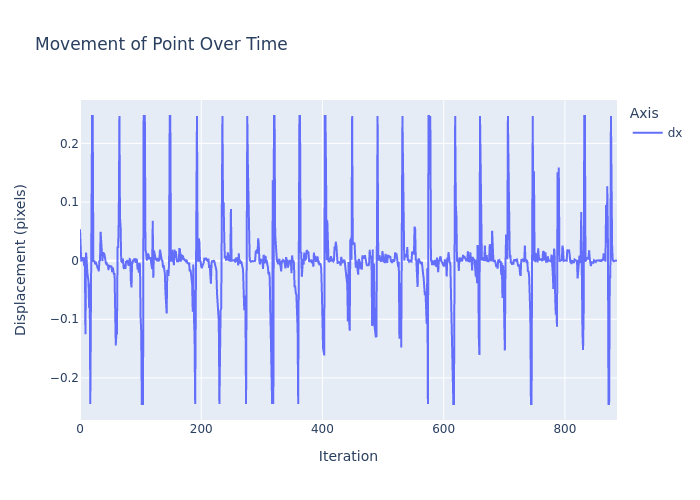 Movement of Point Over Time
Axis
dx
Displacement (pixels)
0.2
0.1
0
−0.1
−0.2
0 200 400 600 800
Iteration